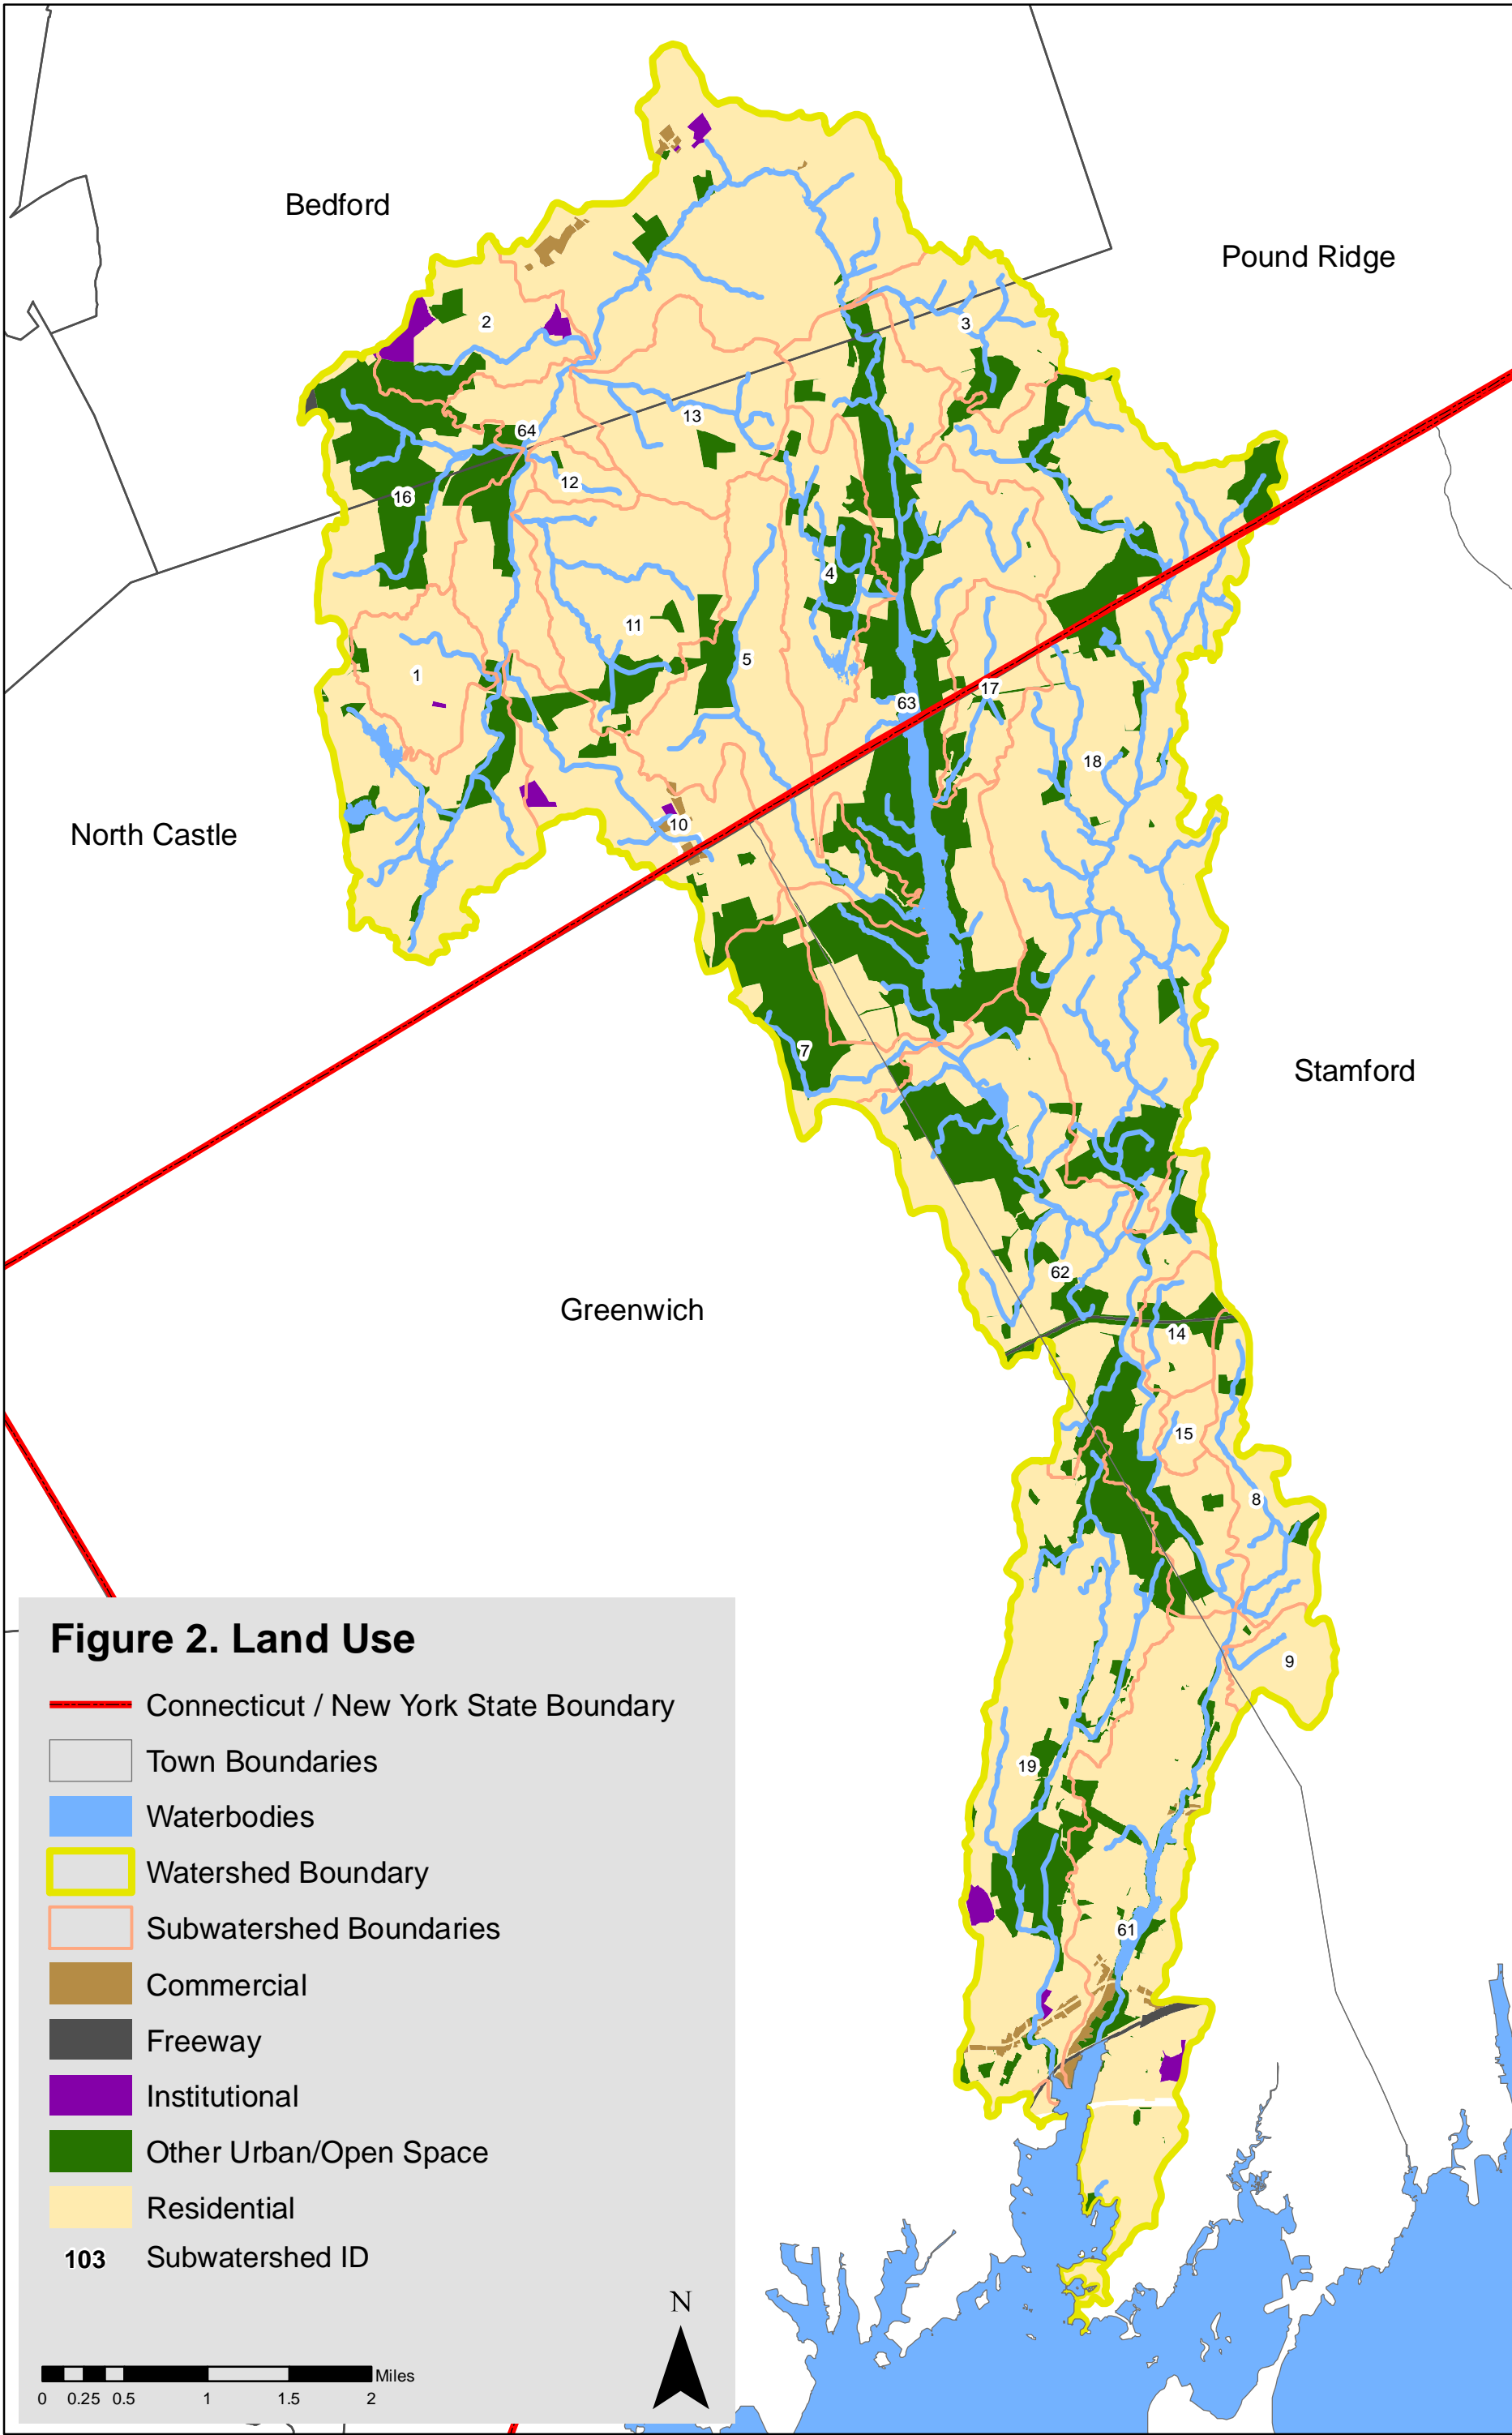 Bedford
Pound Ridge
3
2
13
64
12
16
4
11
5
1
17
63
18
North Castle
10
7
Stamford
62
Greenwich
14
15
8
9
19
61
Figure 2. Land Use
Connecticut / New York State Boundary
Town Boundaries
Waterbodies
Watershed Boundary
Subwatershed Boundaries
Commercial
Freeway
Institutional
Other Urban/Open Space
Residential
103 Subwatershed ID
N
Miles
0 0.25 0.5 1 1.5 2